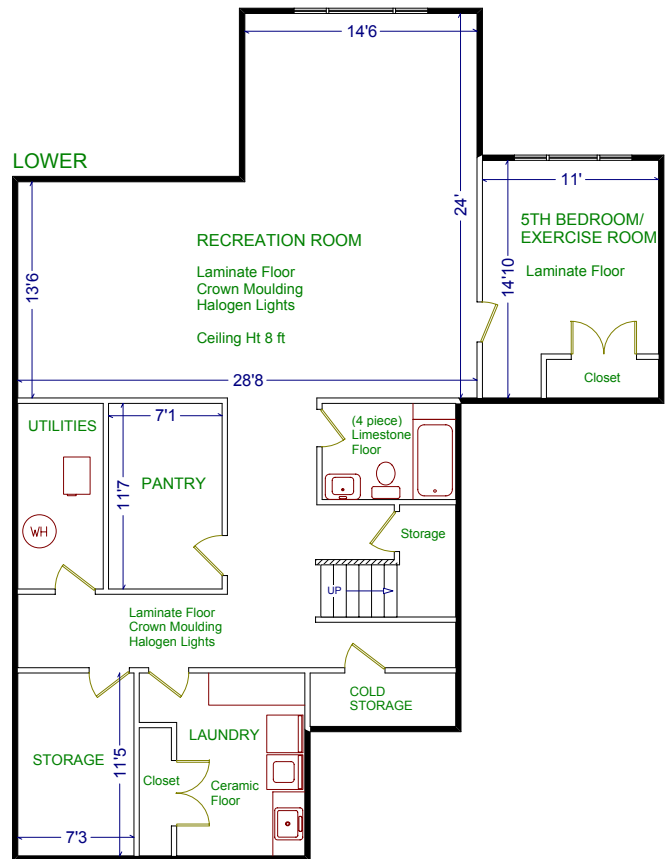 14'6
LOWER
11'
24'
5TH BEDROOM/
EXERCISE ROOM
RECREATION ROOM
Laminate Floor
Laminate Floor
Crown Moulding
Halogen Lights
13'6
14'10
Ceiling Ht 8 ft
28'8
Closet
UTILITIES
7'1
(4 piece)
Limestone
Floor
PANTRY
11'7
WH
Storage
UP
Laminate Floor
Crown Moulding
Halogen Lights
COLD
STORAGE
LAUNDRY
STORAGE
11'5
Closet
Ceramic
Floor
7'3